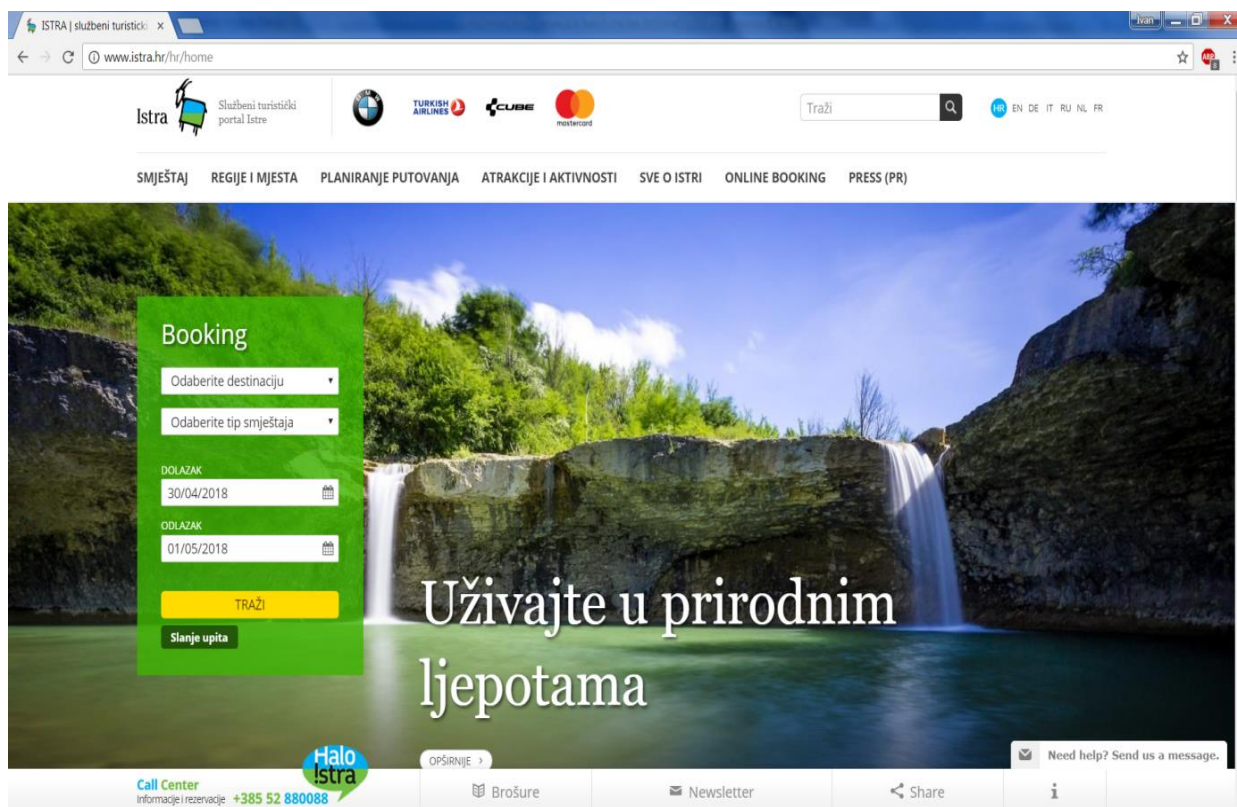 ISTRA | službeni turisticki
Ivan
www.istra.hr/hr/home
ABP
8
Istra
Službeni turistički
portal Istre
BMW
TURKISH
AIRLINES
CUBE
mastercard
Traži
HR EN DE IT RU NL FR
SMJEŠTAJ REGIJE I MJESTA PLANIRANJE PUTOVANJA ATRAKCIJE I AKTIVNOSTI SVE O ISTRI ONLINE BOOKING PRESS (PR)
Booking
Odaberite destinaciju
Odaberite tip smještaja
DOLAZAK
30/04/2018
ODLAZAK
01/05/2018
TRAŽI
Slanje upita
Uživajte u prirodnim
ljepotama
OPŠIRNIJE >
Need help? Send us a message.
Halo
Istra
Call Center
Informacije i rezervacije +385 52 880088
Brošure
Newsletter
Share
i